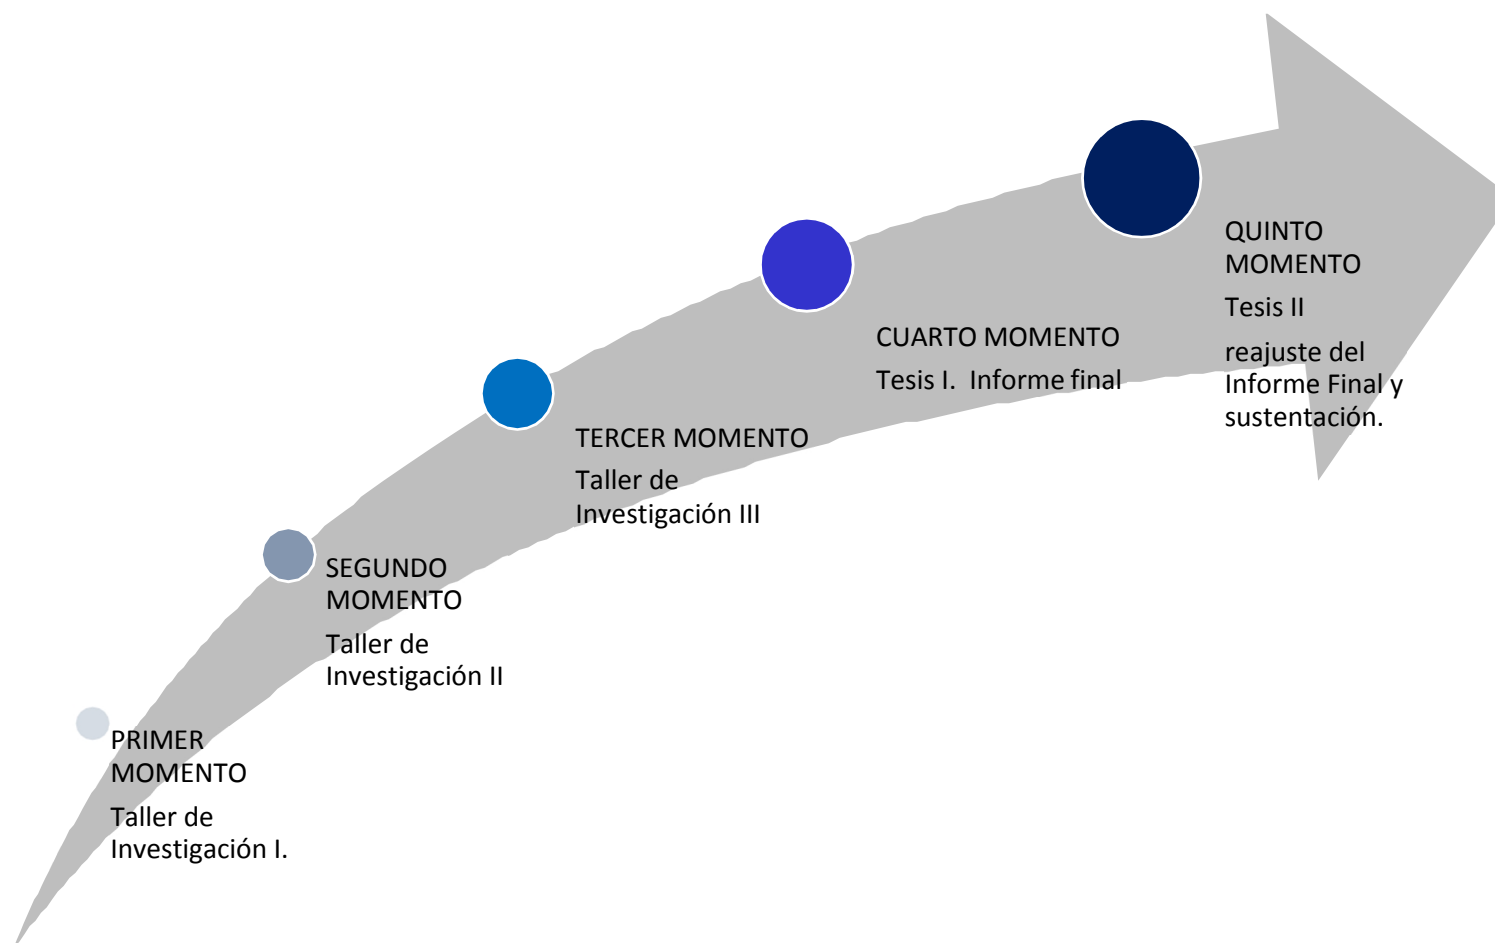 PRIMER
MOMENTO
Taller de
Investigación I.
SEGUNDO
MOMENTO
Taller de
Investigación II
TERCER MOMENTO
Taller de
Investigación III
CUARTO MOMENTO
Tesis I.  Informe final
QUINTO
MOMENTO
Tesis II
reajuste del
Informe Final y
sustentación.